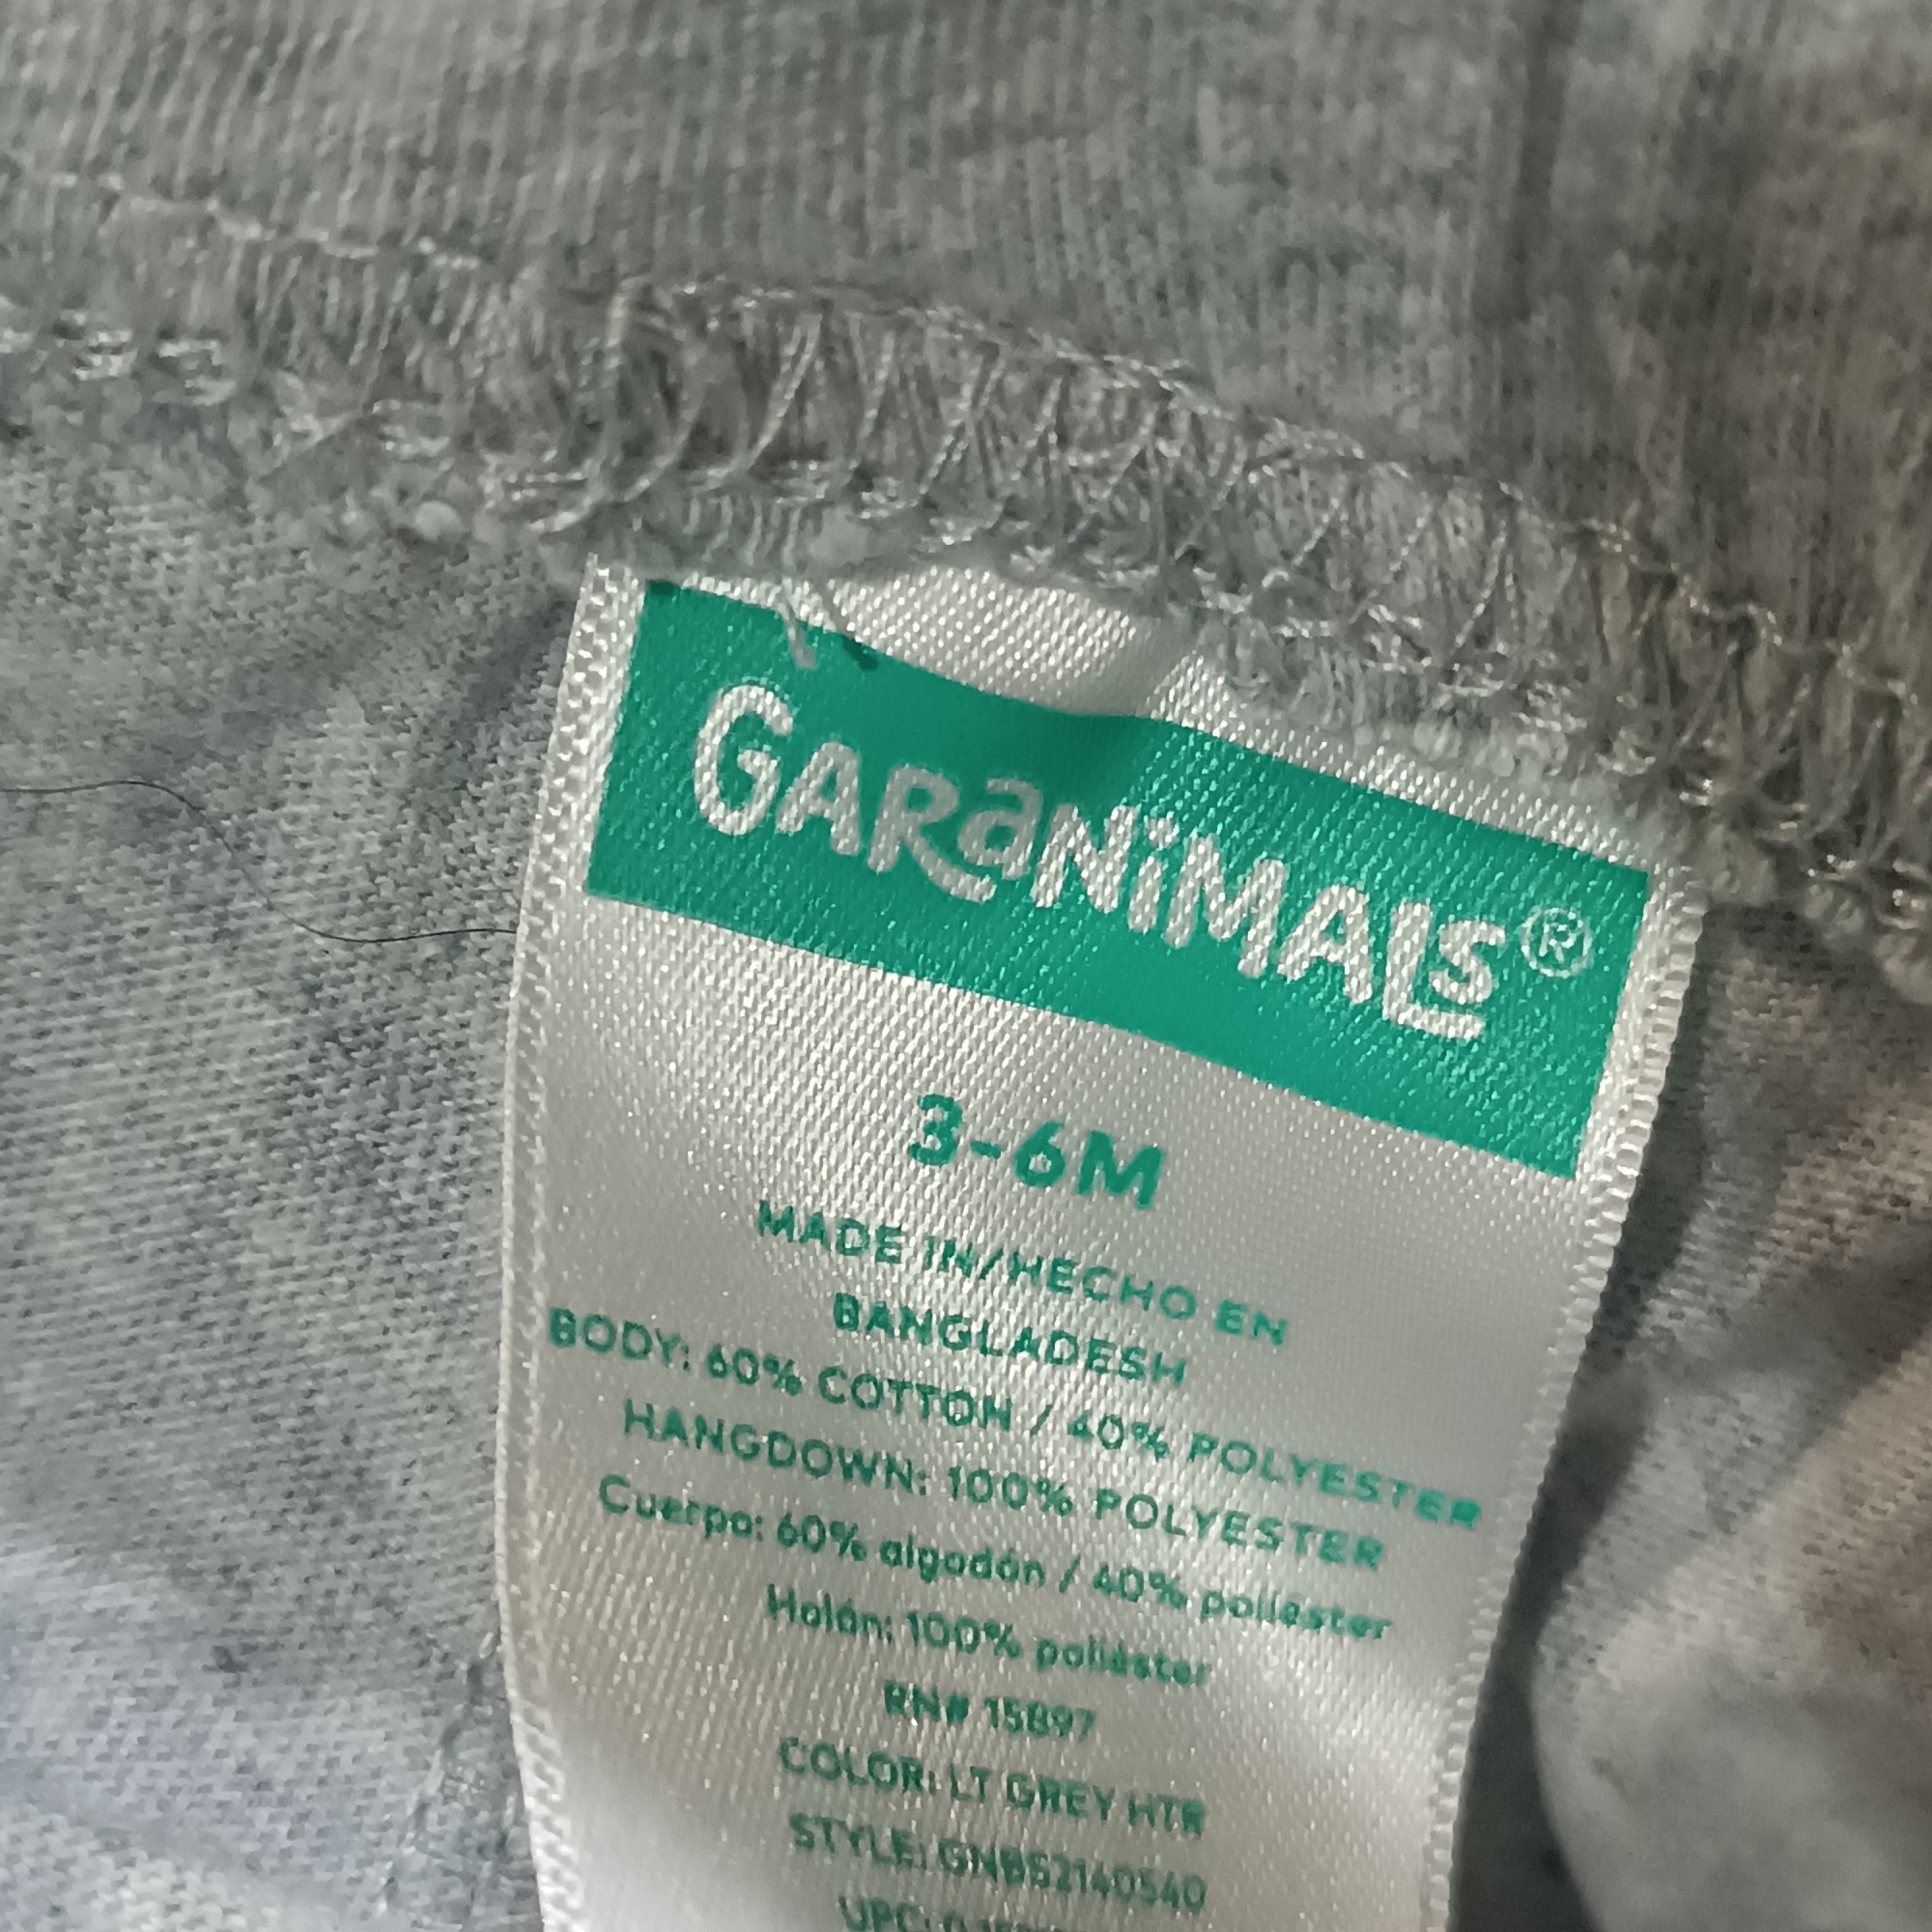 GARaNiMALS®
3-6M
MADE IN/HECHO EN
BANGLADESH
BODY: 60% COTTON / 40% POLYESTER
HANGDOWN: 100% POLYESTER
Cuerpo: 60% algodón / 40% poliéster
Holán: 100% poliéster
RN# 15897
COLOR: LT GREY HTR
STYLE: GNBS2140540
UPC: